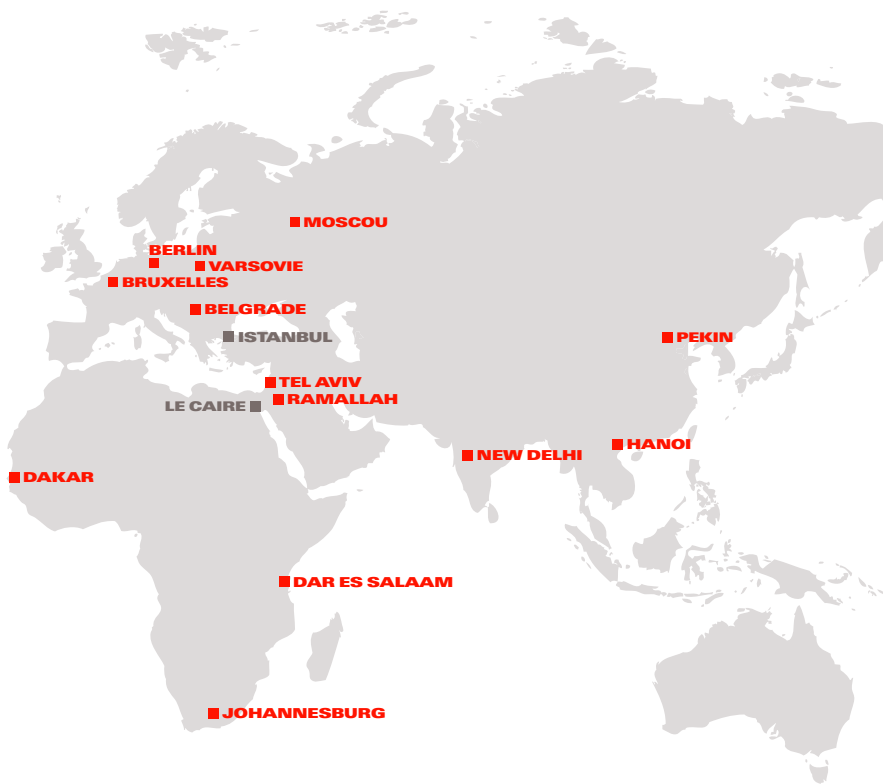 MOSCOU
BERLIN
VARSOVIE
BRUXELLES
BELGRADE
ISTANBUL
PEKIN
TEL AVIV
RAMALLAH
LE CAIRE
HANOI
NEW DELHI
DAKAR
DAR ES SALAAM
JOHANNESBURG